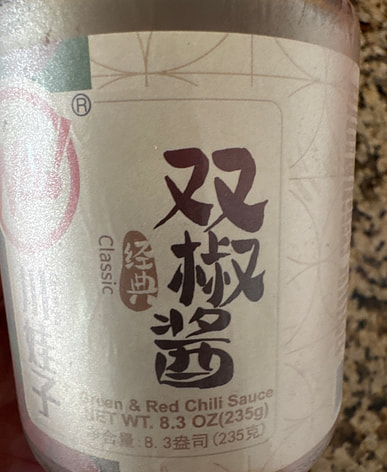 ®
双椒酱
经典
Classic
Green & Red Chili Sauce
NET WT. 8.3 OZ(235g)
净含量: 8.3盎司(235克)